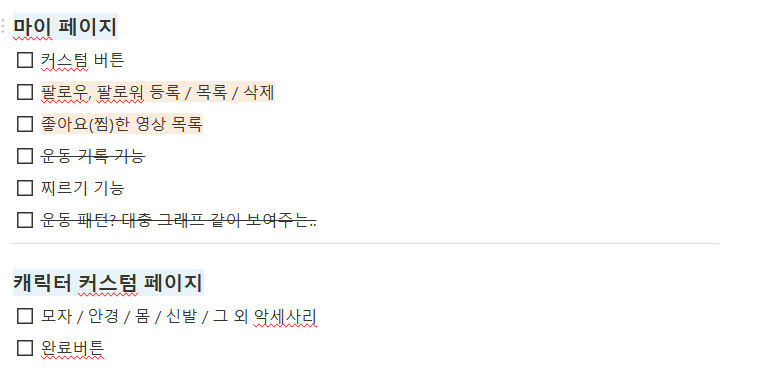 마이 페이지
커스텀 버튼
팔로우, 팔로워 등록 / 목록 / 삭제
좋아요(찜)한 영상 목록
운동 기록 기능
찌르기 기능
운동 패턴? 대충 그래프 같이 보여주는..
캐릭터 커스텀 페이지
모자 / 안경 / 몸 / 신발 / 그 외 악세사리
완료버튼